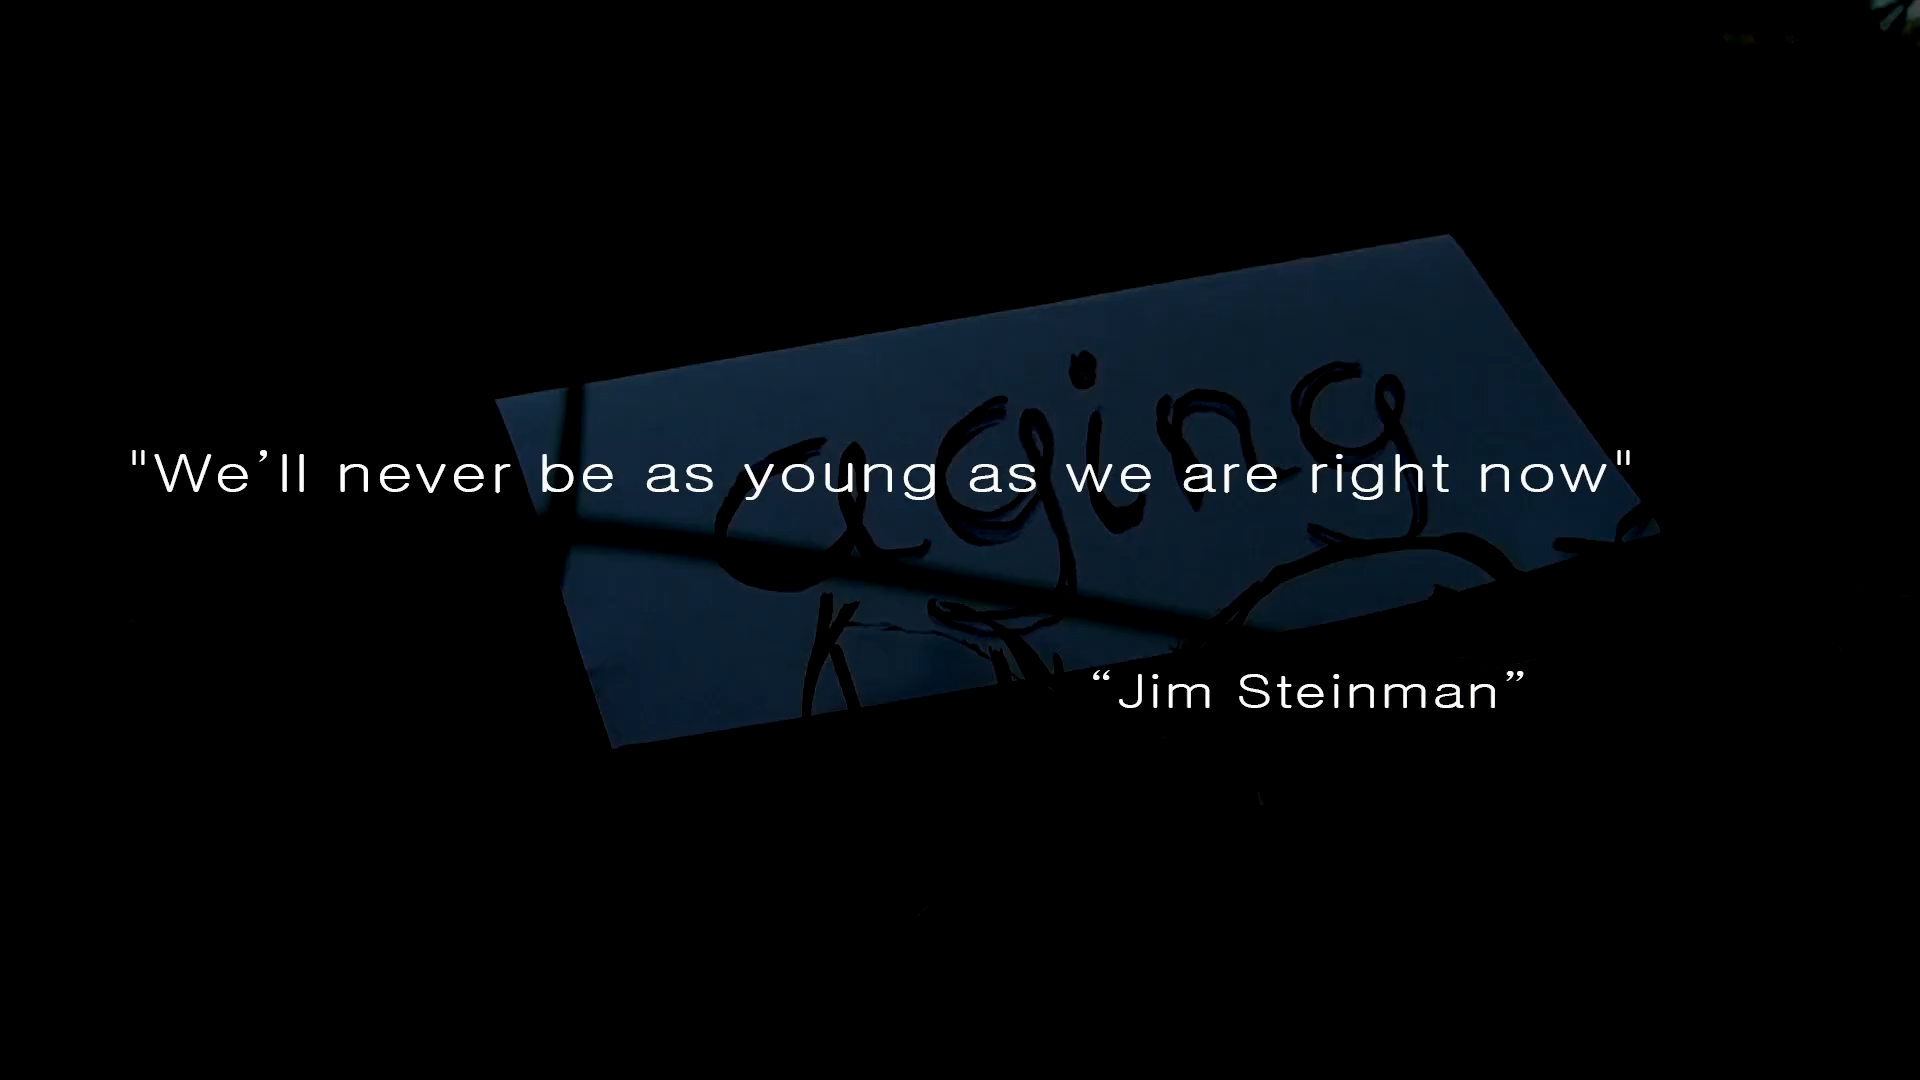 aging
"We’ll never be as young as we are right now"
“Jim Steinman”